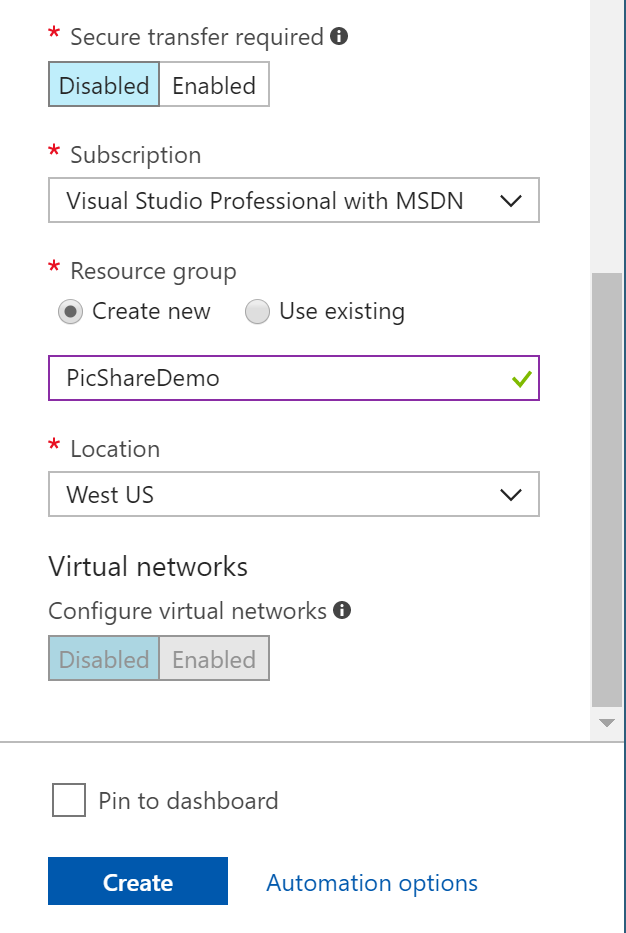 * Secure transfer required
Disabled Enabled
* Subscription
Visual Studio Professional with MSDN
* Resource group
Create new Use existing
PicShareDemo
* Location
West US
Virtual networks
Configure virtual networks
Disabled Enabled
Pin to dashboard
Create Automation options